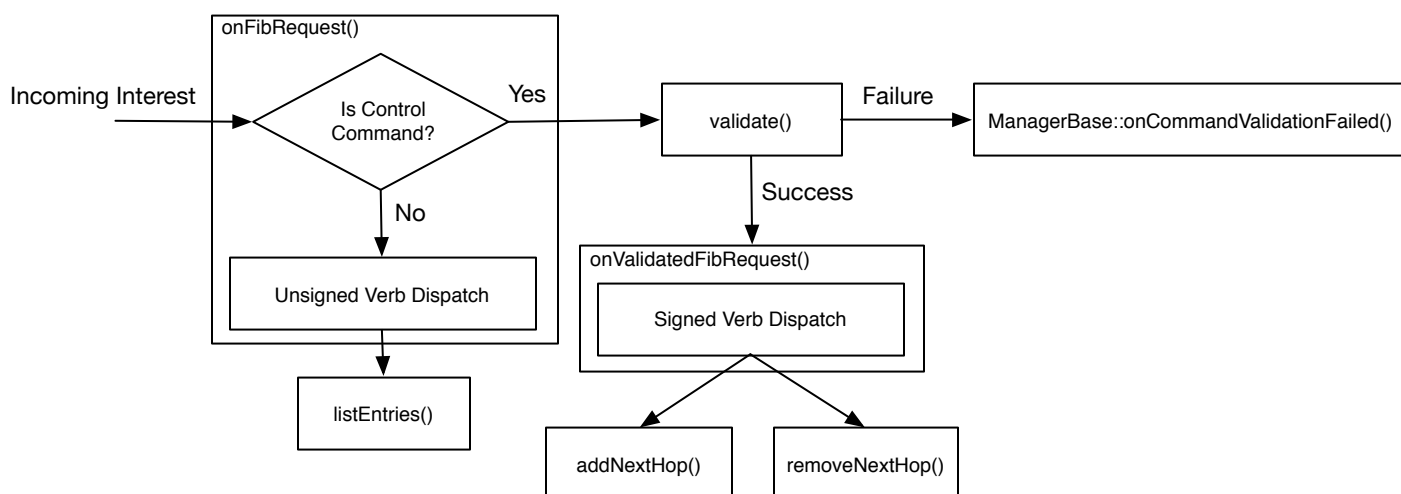 onFibRequest()
Incoming Interest
Is Control
Command?
Yes
validate()
Failure
ManagerBase::onCommandValidationFailed()
No
Success
Unsigned Verb Dispatch
onValidatedFibRequest()
Signed Verb Dispatch
listEntries()
addNextHop()
removeNextHop()